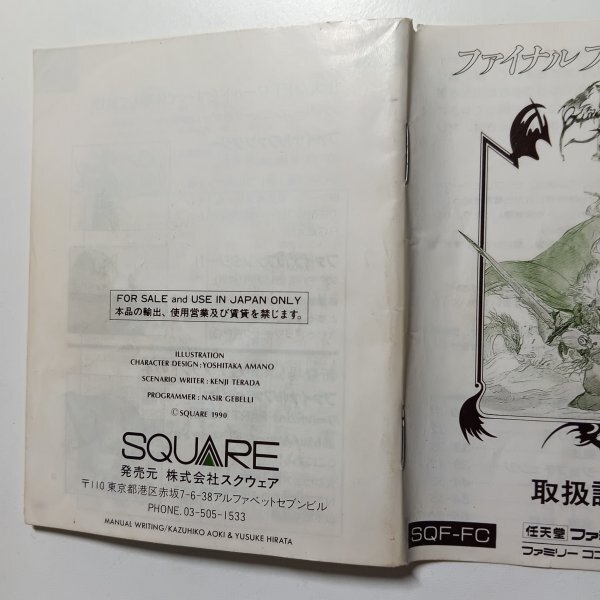 FOR SALE and USE IN JAPAN ONLY
本品の輸出、使用営業及び賃貸を禁じます。
ILLUSTRATION
CHARACTER DESIGN : YOSHITAKA AMANO
SCENARIO WRITER : KENJI TERADA
PROGRAMMER : NASIR GEBELLI
© SQUARE 1990
SQUARE
発売元 株式会社スクウェア
〒110 東京都港区赤坂7-6-38アルファベットセブンビル
PHONE. 03-505-1533
MANUAL WRITING/KAZUHIKO AOKI & YUSUKE HIRATA
ファイナル フ
取扱説
SQF-FC
任天堂 ファミ
ファミリー コン